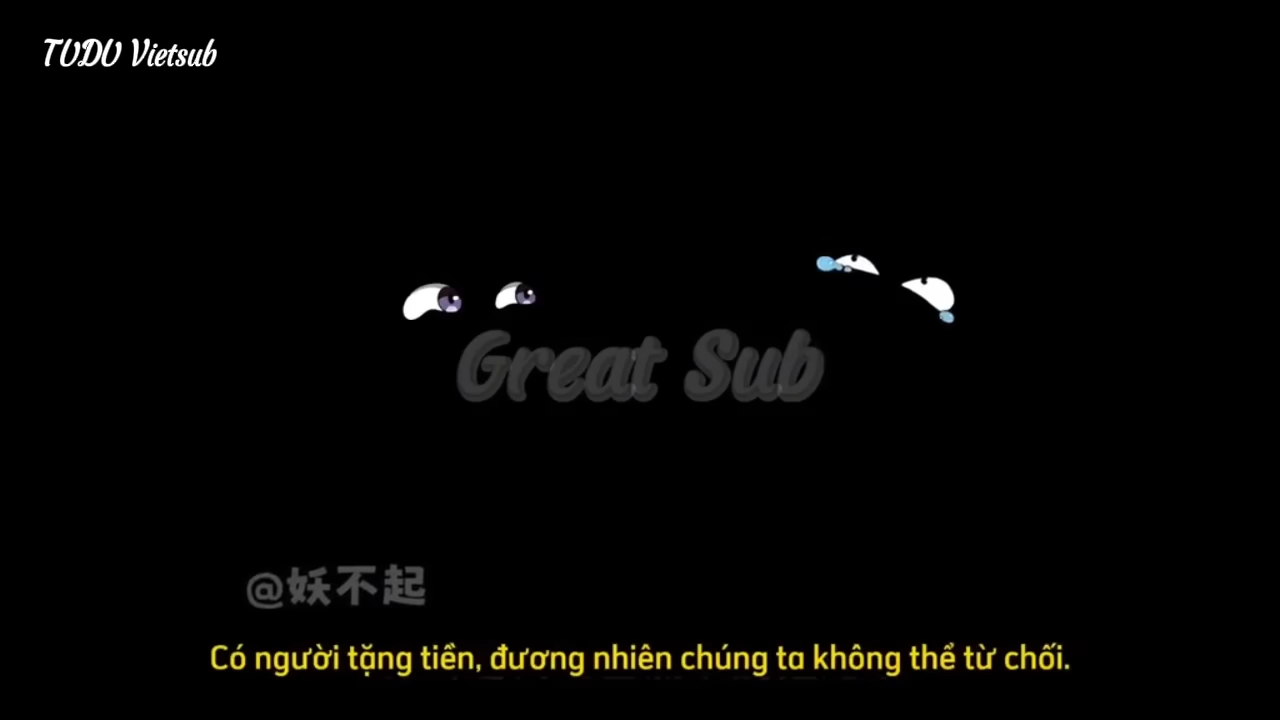 TUDU Vietsub
Great Sub
@妖不起
Có người tặng tiền, đương nhiên chúng ta không thể từ chối.